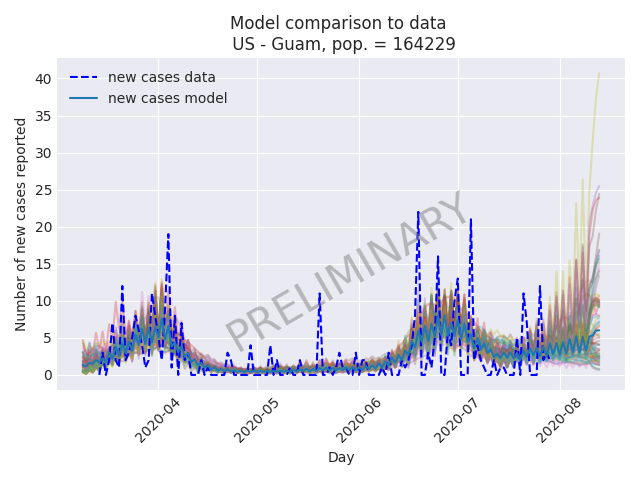 Model comparison to data
US - Guam, pop. = 164229
new cases data
new cases model
PRELIMINARY
Number of new cases reported
40
35
30
25
20
15
10
5
0
2020-04
2020-05
2020-06
2020-07
2020-08
Day